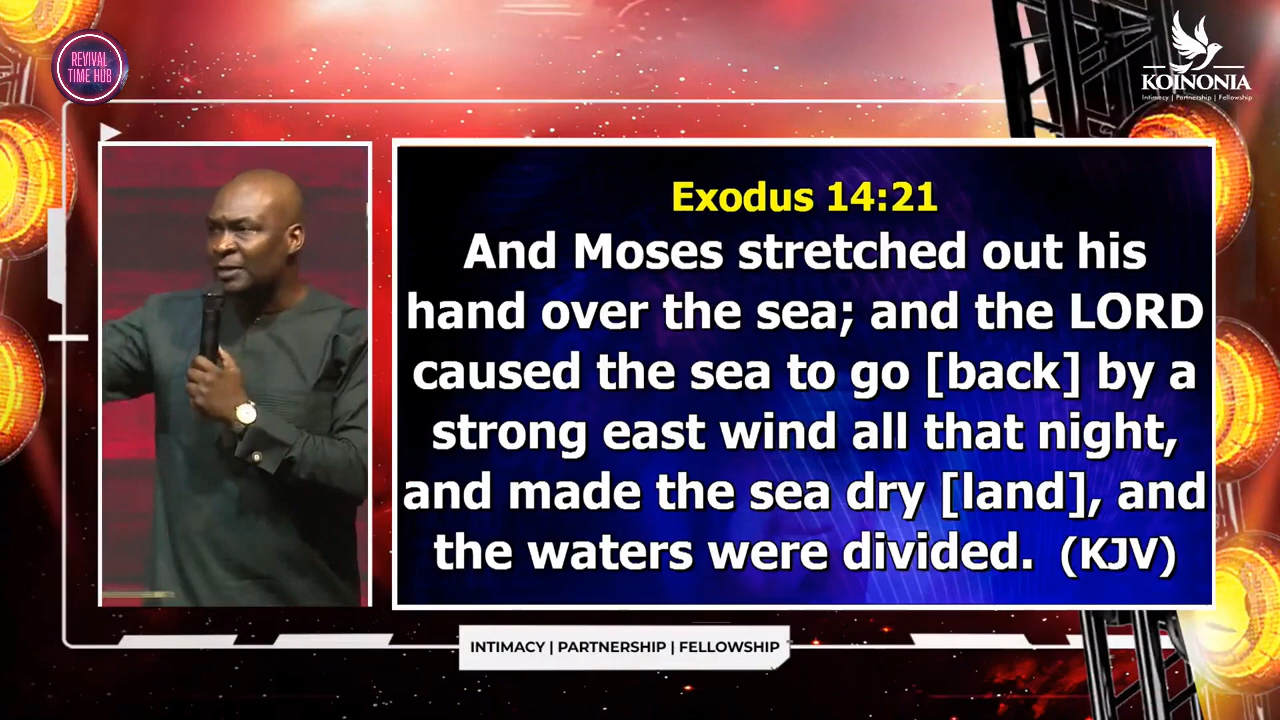 REVIVAL
TIME HUB
KOINONIA
Intimacy | Partnership | Fellowship
Exodus 14:21
And Moses stretched out his
hand over the sea; and the LORD
caused the sea to go [back] by a
strong east wind all that night,
and made the sea dry [land], and
the waters were divided. (KJV)
INTIMACY | PARTNERSHIP | FELLOWSHIP